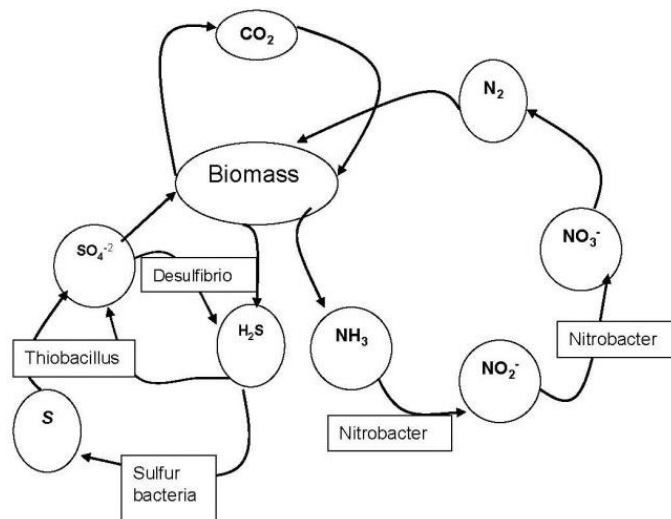 CO₂
N₂
Biomass
SO₄⁻²
Desulfibrio
NO₃⁻
H₂S
NH₃
Nitrobacter
Thiobacillus
NO₂⁻
S
Nitrobacter
Sulfur
bacteria